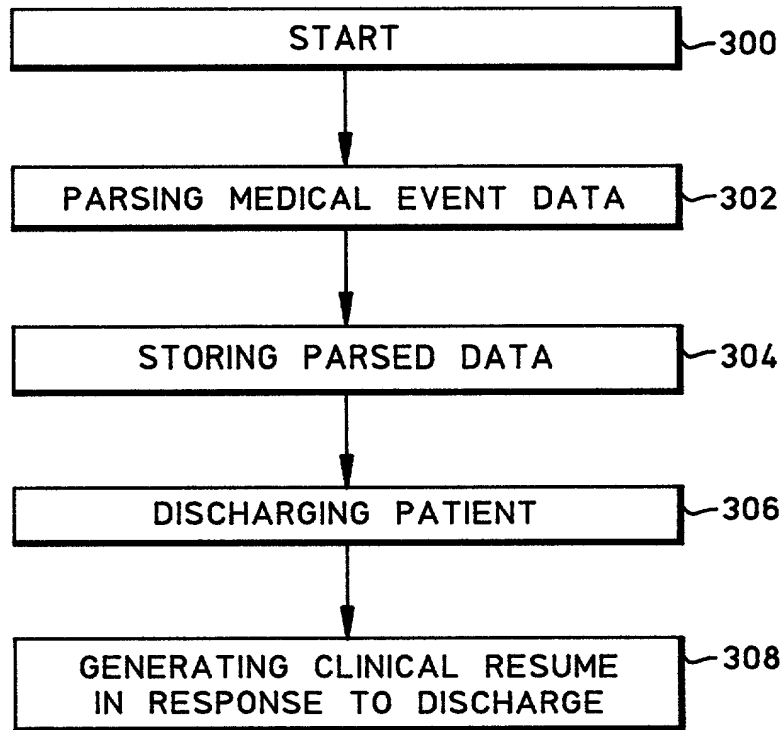 START
300
PARSING MEDICAL EVENT DATA
302
STORING PARSED DATA
304
DISCHARGING PATIENT
306
GENERATING CLINICAL RESUME
IN RESPONSE TO DISCHARGE
308